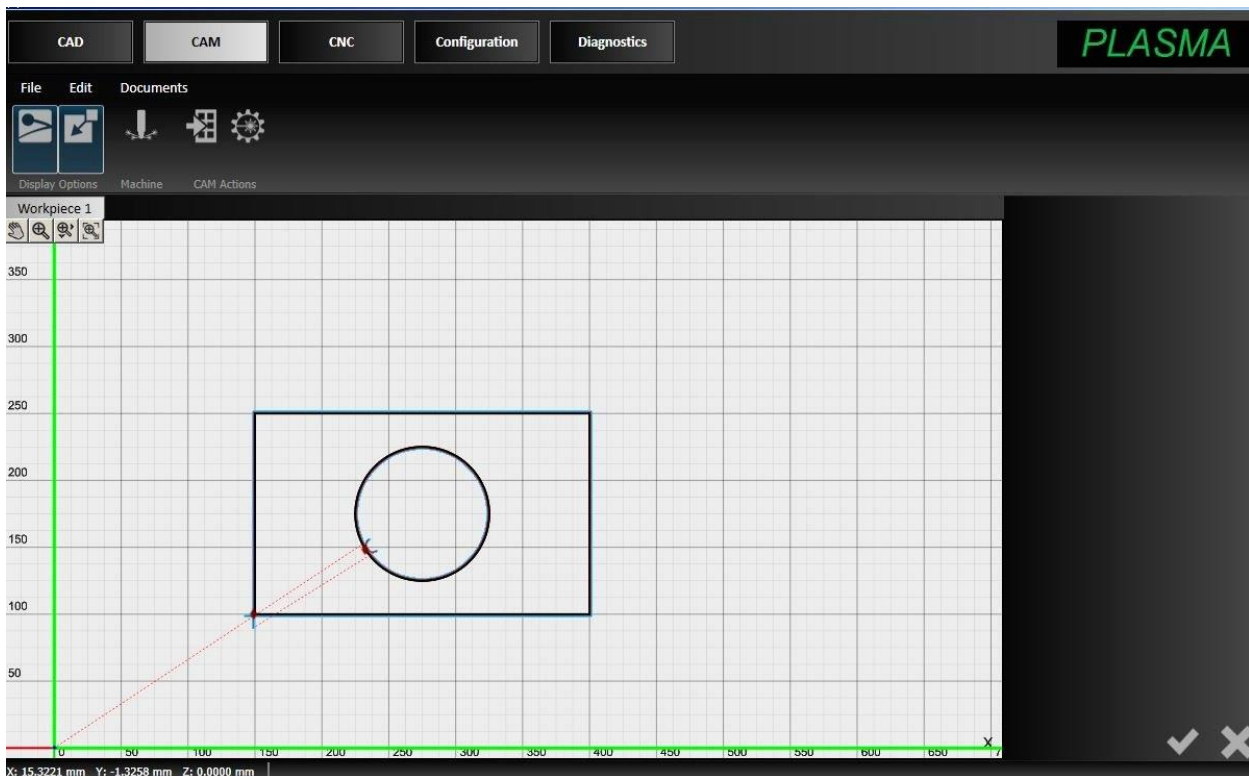 CAD CAM CNC Configuration Diagnostics PLASMA
File Edit Documents
Display Options Machine CAM Actions
Workpiece 1
350
300
250
200
150
100
50
X
0 50 100 150 200 250 300 350 400 450 500 550 600 650 7
X: 15.3221 mm Y: -1.3258 mm Z: 0.0000 mm